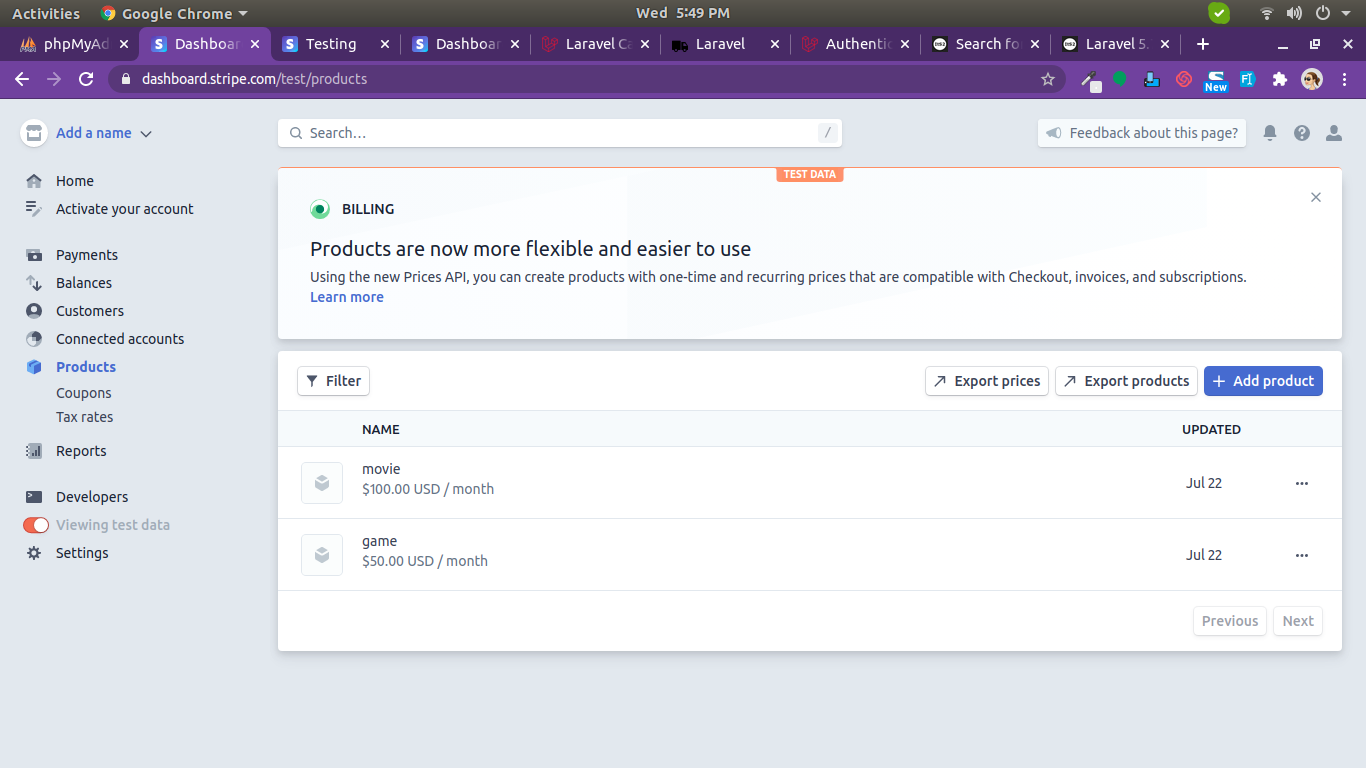 Activities Google Chrome Wed 5:49 PM
phpMyAd Dashboar Testing Dashboar Laravel Ca Laravel Authentic Search fo Laravel 5.
dashboard.stripe.com/test/products
New
Add a name
Search... /
Feedback about this page?
Home
Activate your account
Payments
Balances
Customers
Connected accounts
Products
Coupons
Tax rates
Reports
Developers
Viewing test data
Settings
TEST DATA
BILLING
Products are now more flexible and easier to use
Using the new Prices API, you can create products with one-time and recurring prices that are compatible with Checkout, invoices, and subscriptions.
Learn more
Filter Export prices Export products + Add product
NAME UPDATED
movie
$100.00 USD / month Jul 22
game
$50.00 USD / month Jul 22
Previous Next